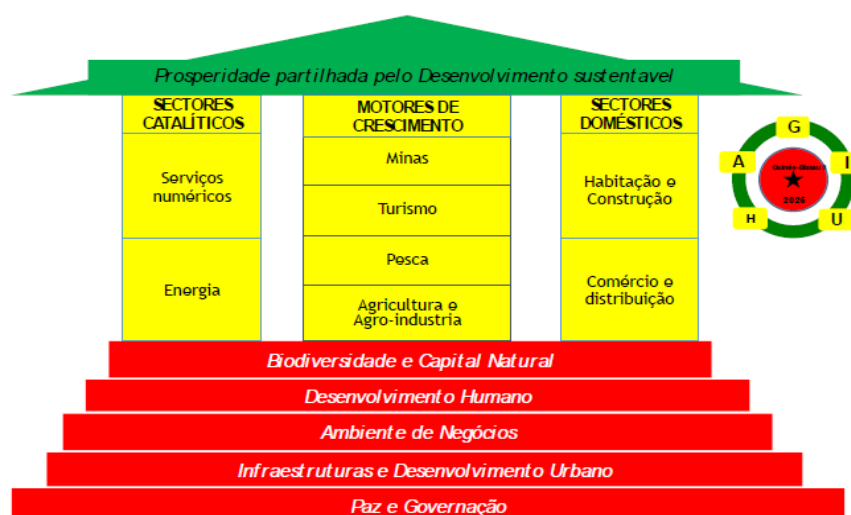 Prosperidade partilhada pelo Desenvolvimento sustentavel
SECTORES
CATALÍTICOS
Serviços
numéricos
Energia
MOTORES DE
CRESCIMENTO
Minas
Turismo
Pesca
Agricultura e
Agro-industria
SECTORES
DOMÉSTICOS
Habitação e
Construção
Comércio e
distribuição
G
A
I
H
U
2025
Biodiversidade e Capital Natural
Desenvolvimento Humano
Ambiente de Negócios
Infraestruturas e Desenvolvimento Urbano
Paz e Governação